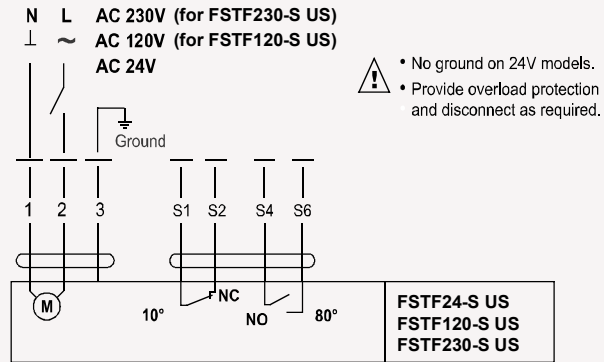 N L AC 230V (for FSTF230-S US)
⊥ ~ AC 120V (for FSTF120-S US)
AC 24V
• No ground on 24V models.
• Provide overload protection
and disconnect as required.
Ground
1 2 3 S1 S2 S4 S6
M
10° NC NO 80°
FSTF24-S US
FSTF120-S US
FSTF230-S US